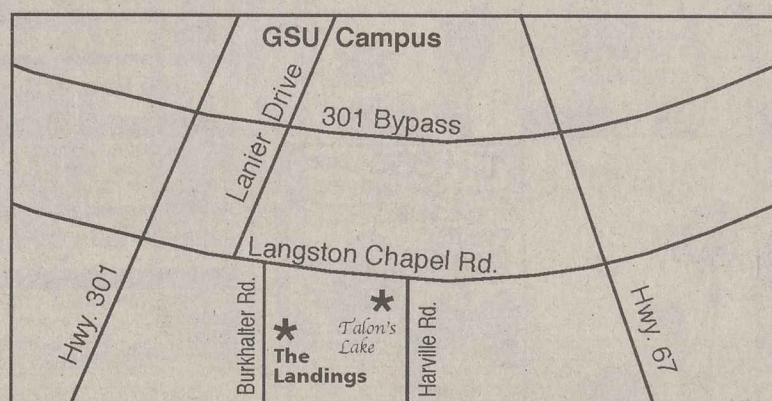 GSU Campus
Lanier Drive
301 Bypass
Langston Chapel Rd.
Hwy. 301
Burkhalter Rd.
Talon's
Lake
The
Landings
Harville Rd.
Hwy. 67